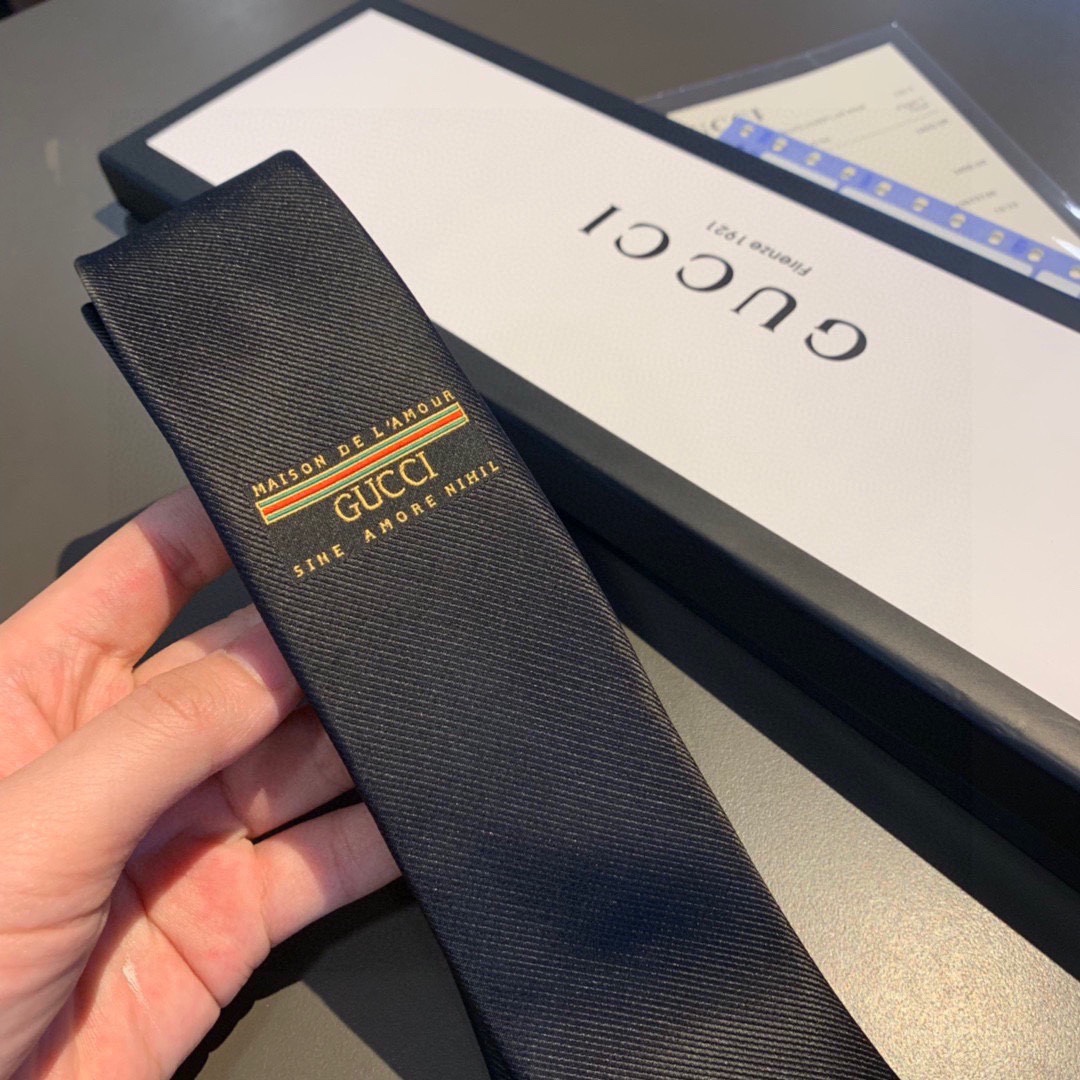 MAISON DE L'AMOUR
GUCCI
SINE AMORE NIHIL
GUCCI
Firenze 1921